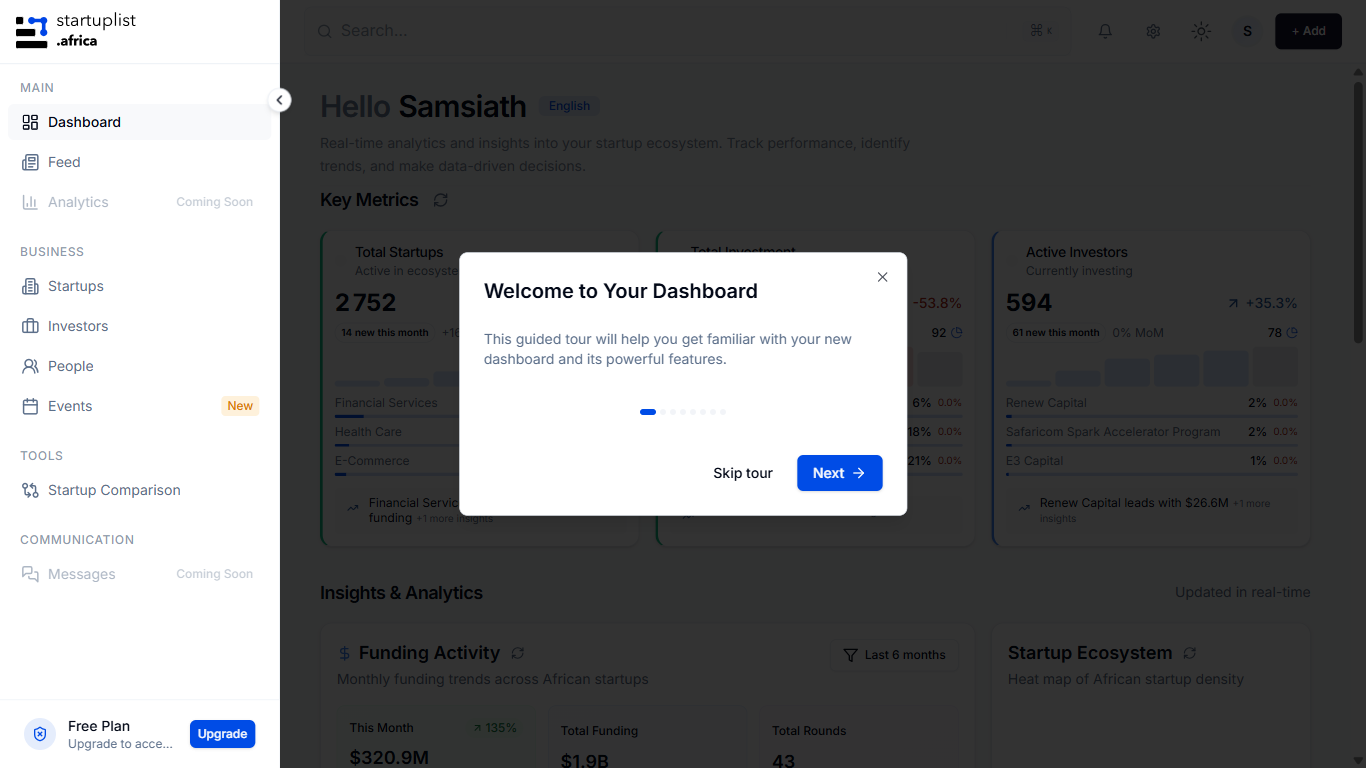 startuplist
.africa
Search...
⌘ K
S
+ Add
MAIN
Dashboard
Feed
Analytics Coming Soon
BUSINESS
Startups
Investors
People
Events New
TOOLS
Startup Comparison
COMMUNICATION
Messages Coming Soon
Free Plan
Upgrade to acce...
Upgrade
Hello Samsiath English
Real-time analytics and insights into your startup ecosystem. Track performance, identify
trends, and make data-driven decisions.
Key Metrics
Total Startups
Active in ecosyste
2 752
14 new this month
Financial Services
Health Care
E-Commerce
Financial Servic
funding +1 more insights
Total Investment
-53.8%
92
6% 0.0%
18% 0.0%
21% 0.0%
Active Investors
Currently investing
594 +35.3%
61 new this month 0% MoM 78
Renew Capital 2% 0.0%
Safaricom Spark Accelerator Program 2% 0.0%
E3 Capital 1% 0.0%
Renew Capital leads with $26.6M +1 more
insights
Welcome to Your Dashboard
This guided tour will help you get familiar with your new
dashboard and its powerful features.
Skip tour
Next →
Insights & Analytics Updated in real-time
$ Funding Activity
Last 6 months
Monthly funding trends across African startups
This Month 135%
$320.9M
Total Funding
$1.9B
Total Rounds
43
Startup Ecosystem
Heat map of African startup density